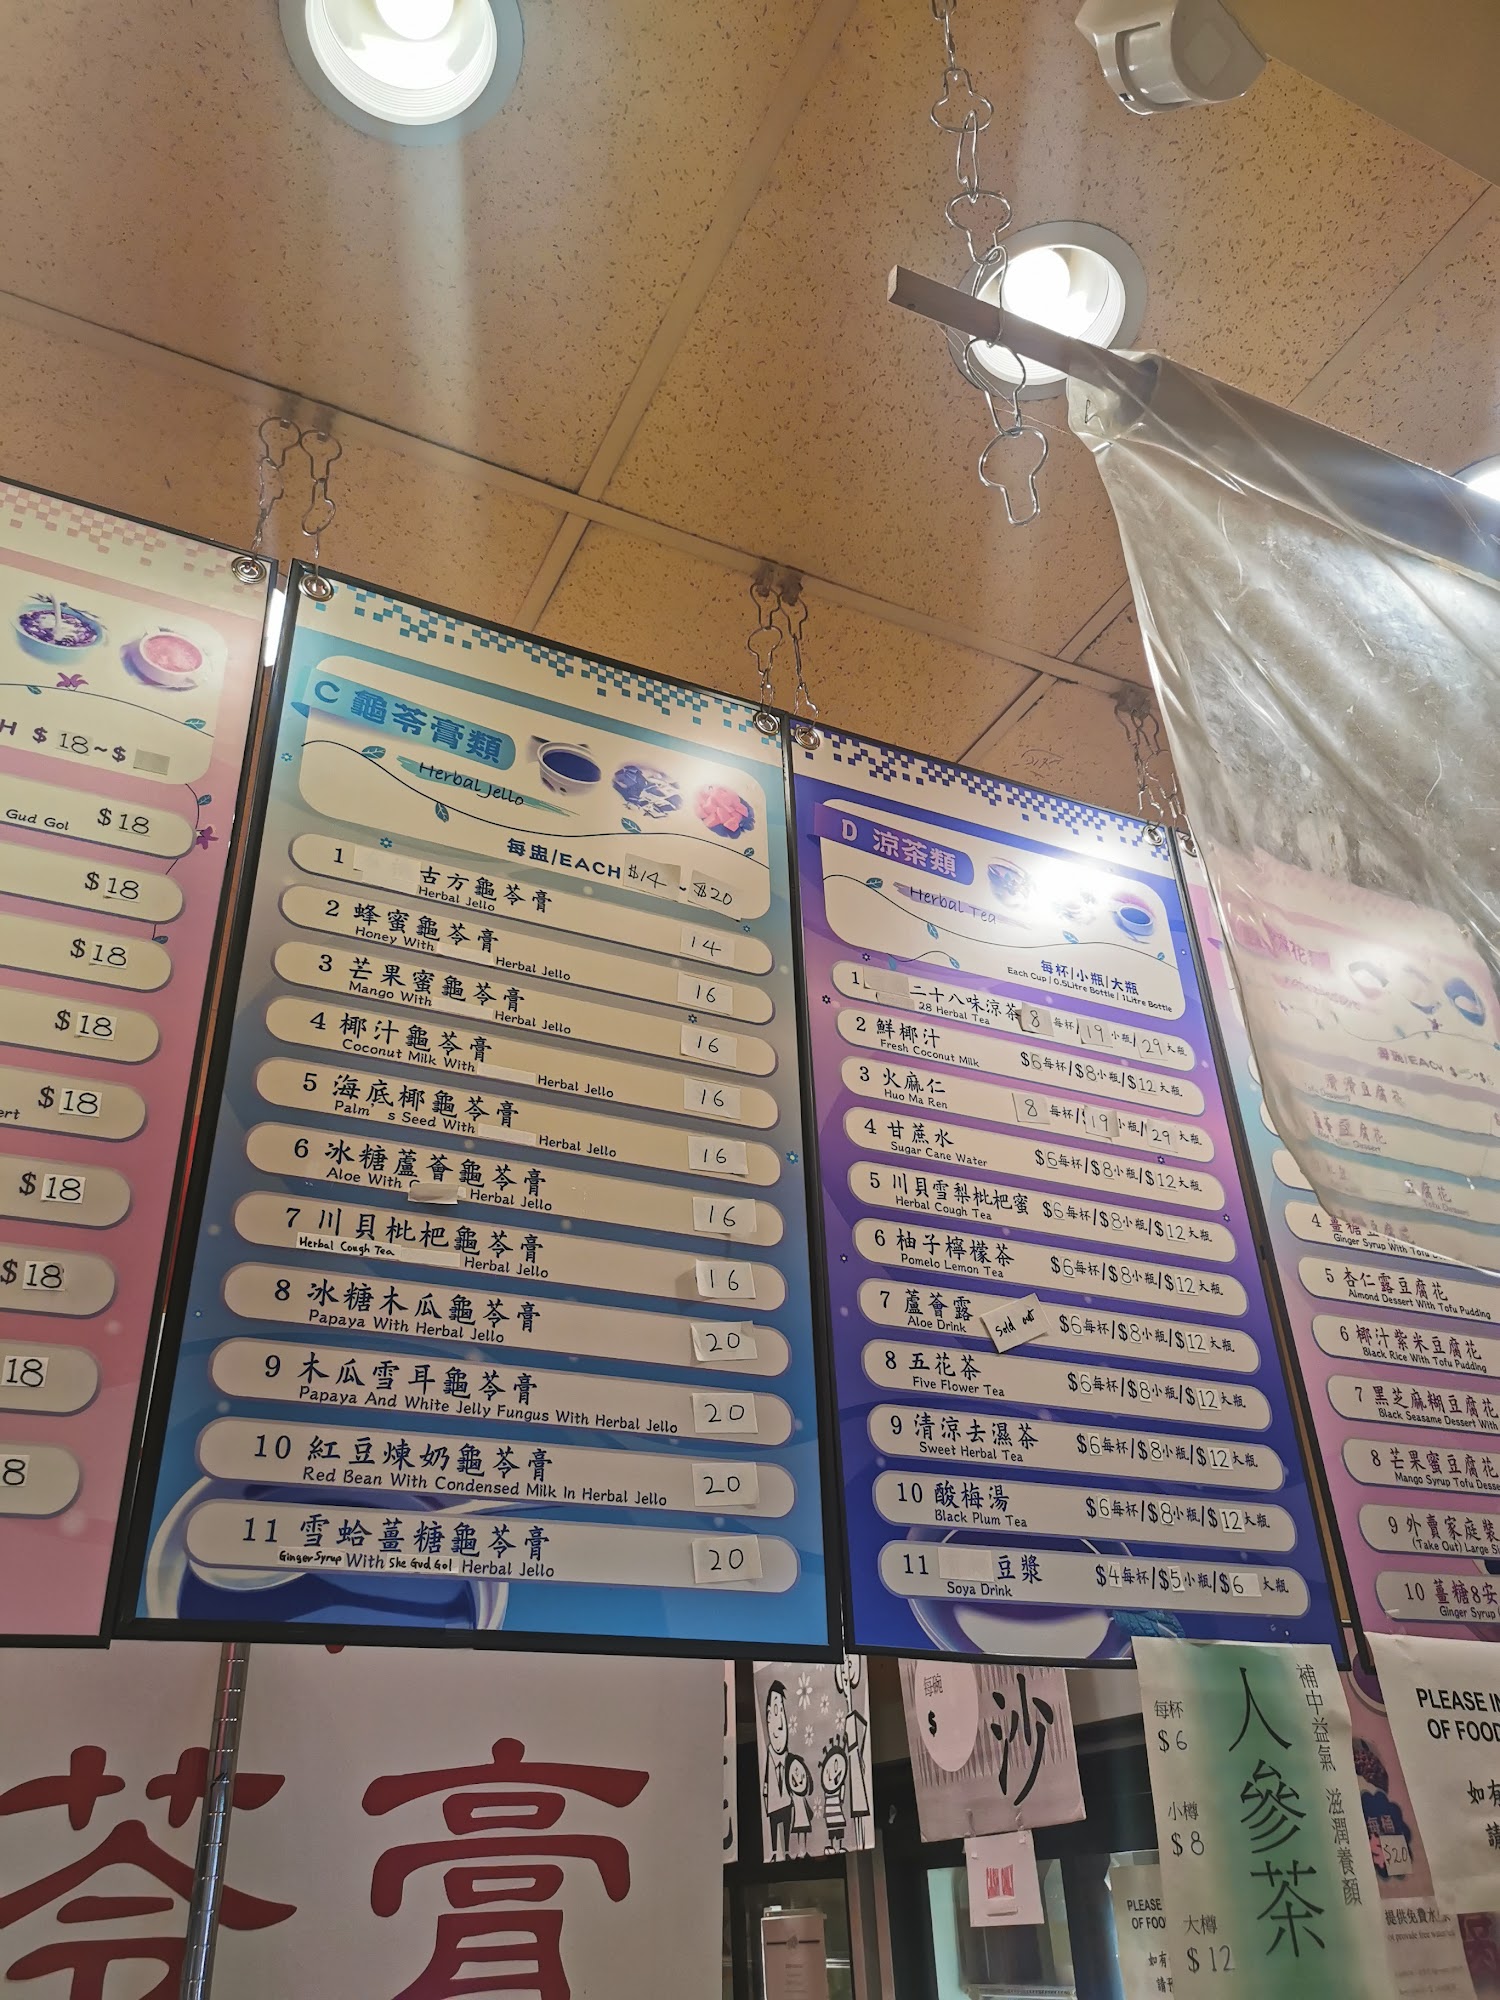 H $ 18~$
Gud Gol $18
$18
$18
$18
ert $18
$18
$18
18
8
C 龜苓膏類
Herbal Jello
每盅/EACH $14 ~ $20
1 古方龜苓膏
Herbal Jello
14
2 蜂蜜龜苓膏
Honey With Herbal Jello
16
3 芒果蜜龜苓膏
Mango With Herbal Jello
16
4 椰汁龜苓膏
Coconut Milk With Herbal Jello
16
5 海底椰龜苓膏
Palm's Seed With Herbal Jello
16
6 冰糖蘆薈龜苓膏
Aloe With G Herbal Jello
16
7 川貝枇杷龜苓膏
Herbal Cough Tea Herbal Jello
16
8 冰糖木瓜龜苓膏
Papaya With Herbal Jello
20
9 木瓜雪耳龜苓膏
Papaya And White Jelly Fungus With Herbal Jello
20
10 紅豆煉奶龜苓膏
Red Bean With Condensed Milk In Herbal Jello
20
11 雪蛤薑糖龜苓膏
Ginger Syrup With She Gud Gol Herbal Jello
20
D 涼茶類
Herbal Tea
每杯/小瓶/大瓶
Each Cup / 0.5Litre Bottle / 1Litre Bottle
1 二十八味涼茶 8 每杯/19 小瓶/29 大瓶
28 Herbal Tea
2 鮮椰汁 $6每杯/$8小瓶/$12大瓶
Fresh Coconut Milk
3 火麻仁 8 每杯/19 小瓶/29 大瓶
Huo Ma Ren
4 甘蔗水 $6每杯/$8小瓶/$12大瓶
Sugar Cane Water
5 川貝雪梨枇杷蜜 $6每杯/$8小瓶/$12大瓶
Herbal Cough Tea
6 柚子檸檬茶 $6每杯/$8小瓶/$12大瓶
Pomelo Lemon Tea
7 蘆薈露 Sold out $6每杯/$8小瓶/$12大瓶
Aloe Drink
8 五花茶 $6每杯/$8小瓶/$12大瓶
Five Flower Tea
9 清涼去濕茶 $6每杯/$8小瓶/$12大瓶
Sweet Herbal Tea
10 酸梅湯 $6每杯/$8小瓶/$12大瓶
Black Plum Tea
11 豆漿 $4每杯/$5小瓶/$6 大瓶
Soya Drink
4 薑糖豆腐花
Ginger Syrup With Tofu
5 杏仁露豆腐花
Almond Dessert With Tofu Pudding
6 椰汁紫米豆腐花
Black Rice With Tofu Pudding
7 黑芝麻糊豆腐花
Black Seasame Dessert With
8 芒果蜜豆腐花
Mango Syrup Tofu Desse
9 外賣家庭裝
(Take Out) Large Si
10 薑糖8安
Ginger Syrup
苓膏
每碗
$
沙
CASH ONLY
人參茶
補中益氣 滋潤養顏
每杯
$6
小樽
$8
大樽
$12
每桶
$20
PLEASE IN
OF FOOD
如有
請
PLEASE
OF FOO
如有
請
提供免費水